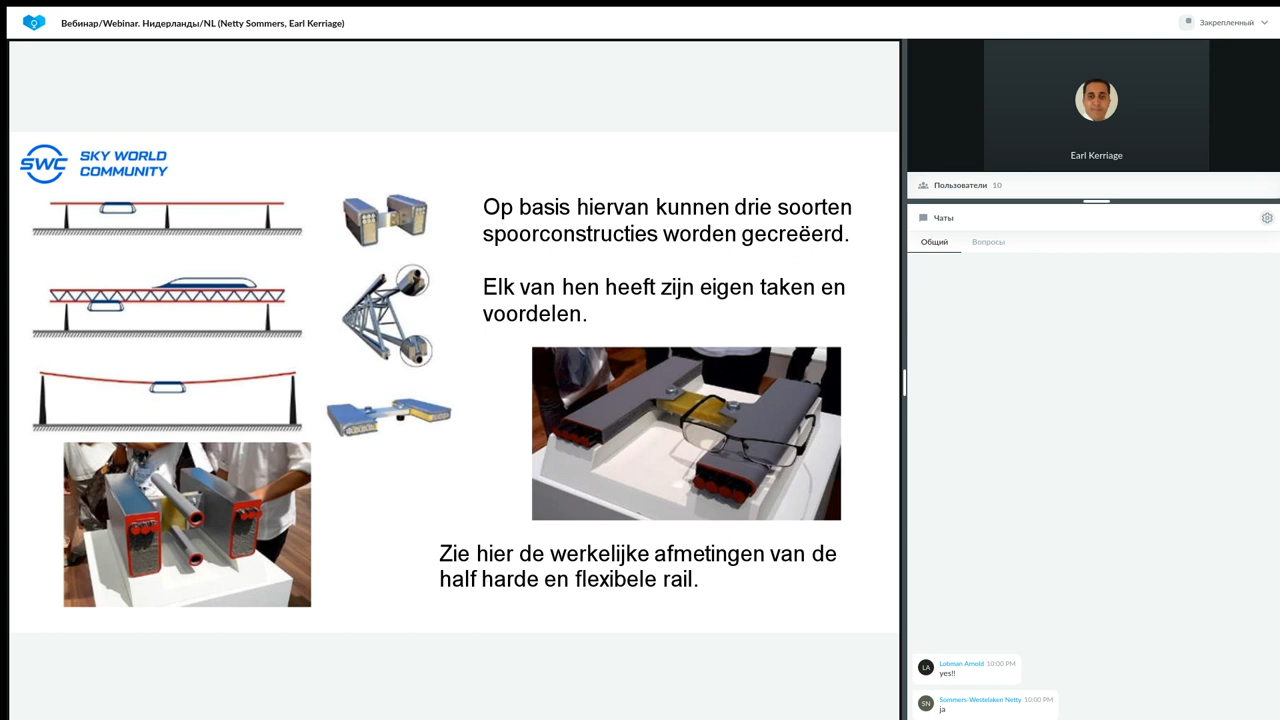 Вебинар/Webinar. Нидерланды/NL (Netty Sommers, Earl Kerriage)
Закрепленный
SWC
SKY WORLD
COMMUNITY
Op basis hiervan kunnen drie soorten
spoorconstructies worden gecreëerd.
Elk van hen heeft zijn eigen taken en
voordelen.
Zie hier de werkelijke afmetingen van de
half harde en flexibele rail.
Earl Kerriage
Пользователи 10
Чаты
Общий
Вопросы
LA
Lobman Arnold 10:00 PM
yes!!
SN
Sommers-Westelaken Netty 10:00 PM
ja